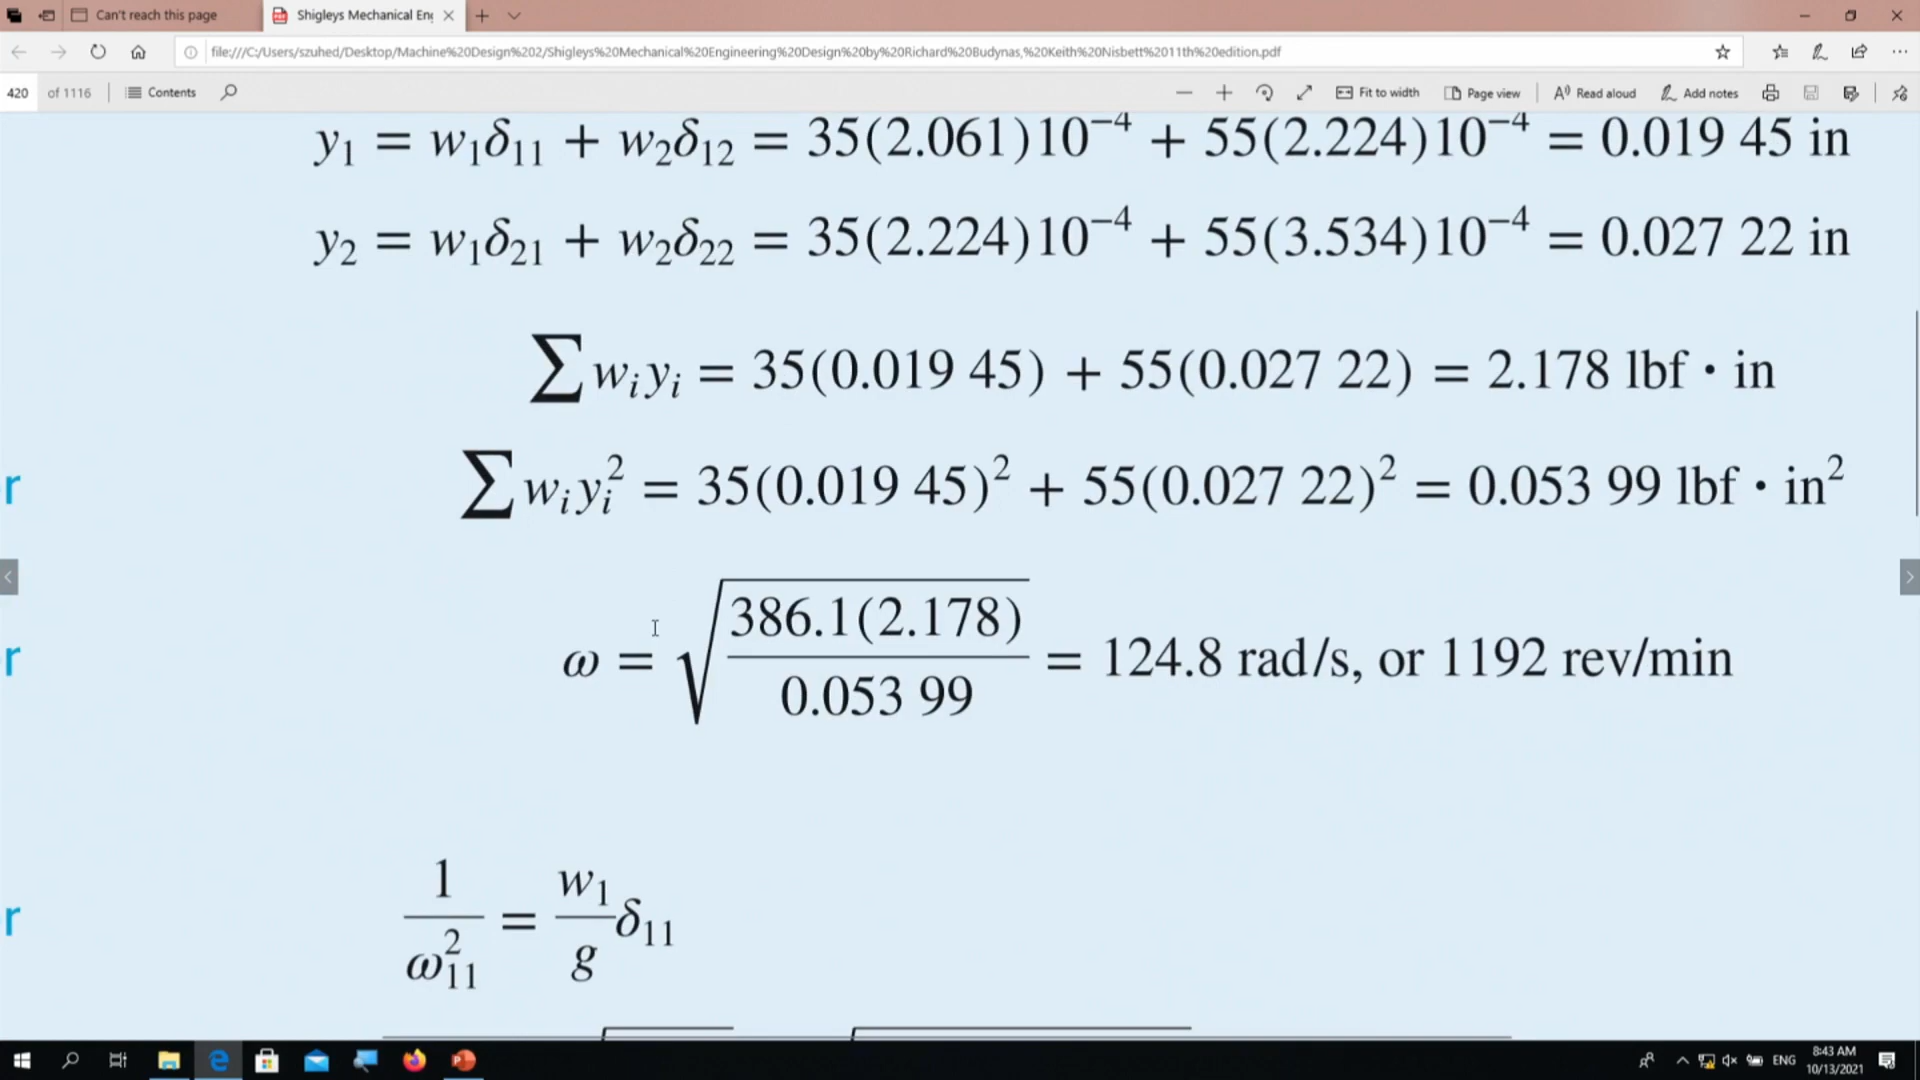 Can't reach this page
Shigleys Mechanical Eng
file:///C:/Users/szuhed/Desktop/Machine%20Design%202/Shigleys%20Mechanical%20Engineering%20Design%20by%20Richard%20Budynas,%20Keith%20Nisbett%2011th%20edition.pdf
420 of 1116 Contents Fit to width Page view Read aloud Add notes
y₁ = w₁δ₁₁ + w₂δ₁₂ = 35(2.061)10⁻⁴ + 55(2.224)10⁻⁴ = 0.019 45 in
y₂ = w₁δ₂₁ + w₂δ₂₂ = 35(2.224)10⁻⁴ + 55(3.534)10⁻⁴ = 0.027 22 in
∑ wᵢyᵢ = 35(0.019 45) + 55(0.027 22) = 2.178 lbf · in
r
∑ wᵢyᵢ² = 35(0.019 45)² + 55(0.027 22)² = 0.053 99 lbf · in²
r
ω = √(386.1(2.178) / 0.053 99) = 124.8 rad/s, or 1192 rev/min
r
1/ω₁₁² = w₁/g δ₁₁
ENG
8:43 AM
10/13/2021